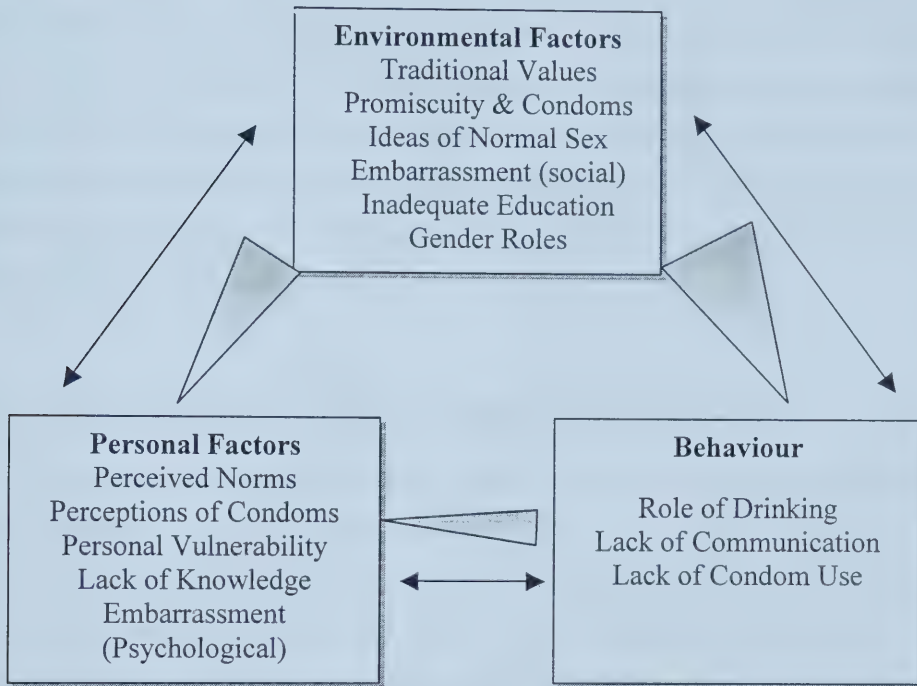 Environmental Factors
Traditional Values
Promiscuity & Condoms
Ideas of Normal Sex
Embarrassment (social)
Inadequate Education
Gender Roles
Personal Factors
Perceived Norms
Perceptions of Condoms
Personal Vulnerability
Lack of Knowledge
Embarrassment
(Psychological)
Behaviour
Role of Drinking
Lack of Communication
Lack of Condom Use